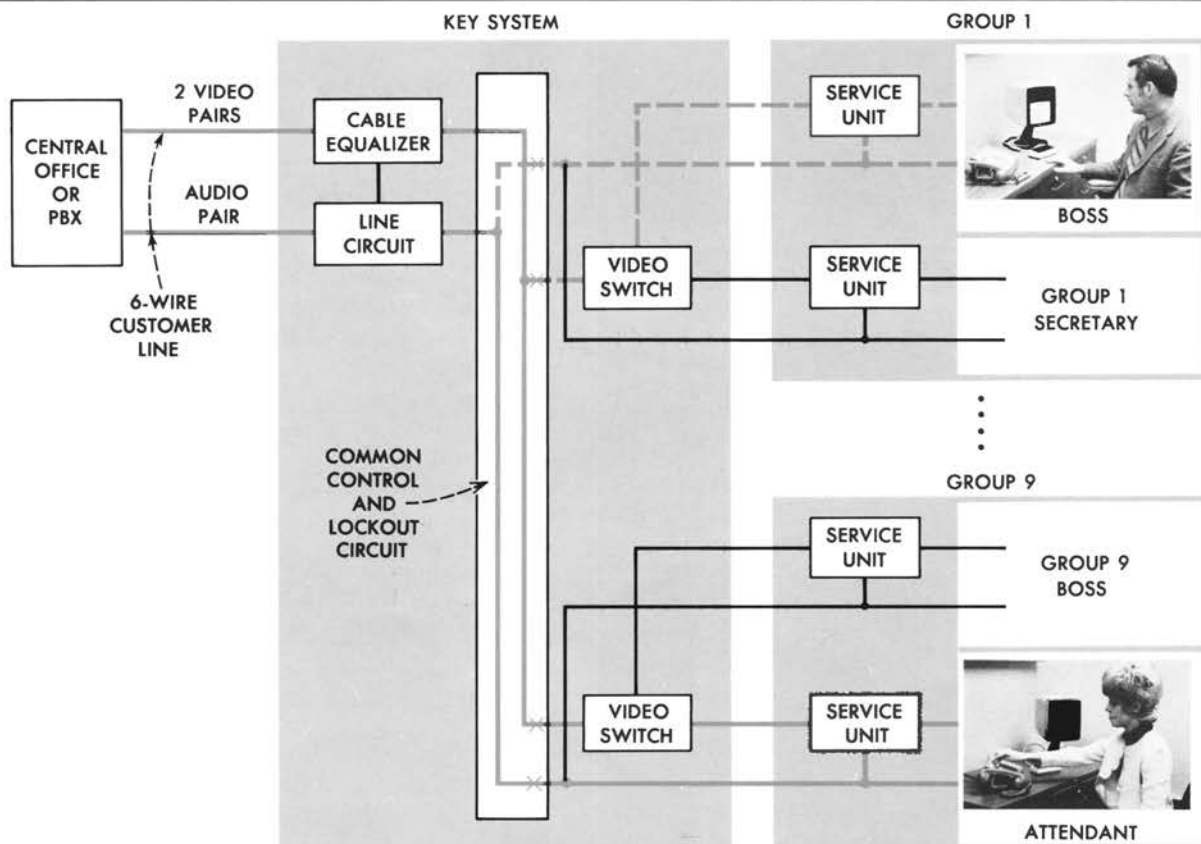 KEY SYSTEM
GROUP 1
2 VIDEO
PAIRS
CENTRAL
OFFICE
OR
PBX
AUDIO
PAIR
6-WIRE
CUSTOMER
LINE
CABLE
EQUALIZER
LINE
CIRCUIT
COMMON
CONTROL
AND
LOCKOUT
CIRCUIT
VIDEO
SWITCH
SERVICE
UNIT
BOSS
SERVICE
UNIT
GROUP 1
SECRETARY
GROUP 9
SERVICE
UNIT
GROUP 9
BOSS
VIDEO
SWITCH
SERVICE
UNIT
ATTENDANT